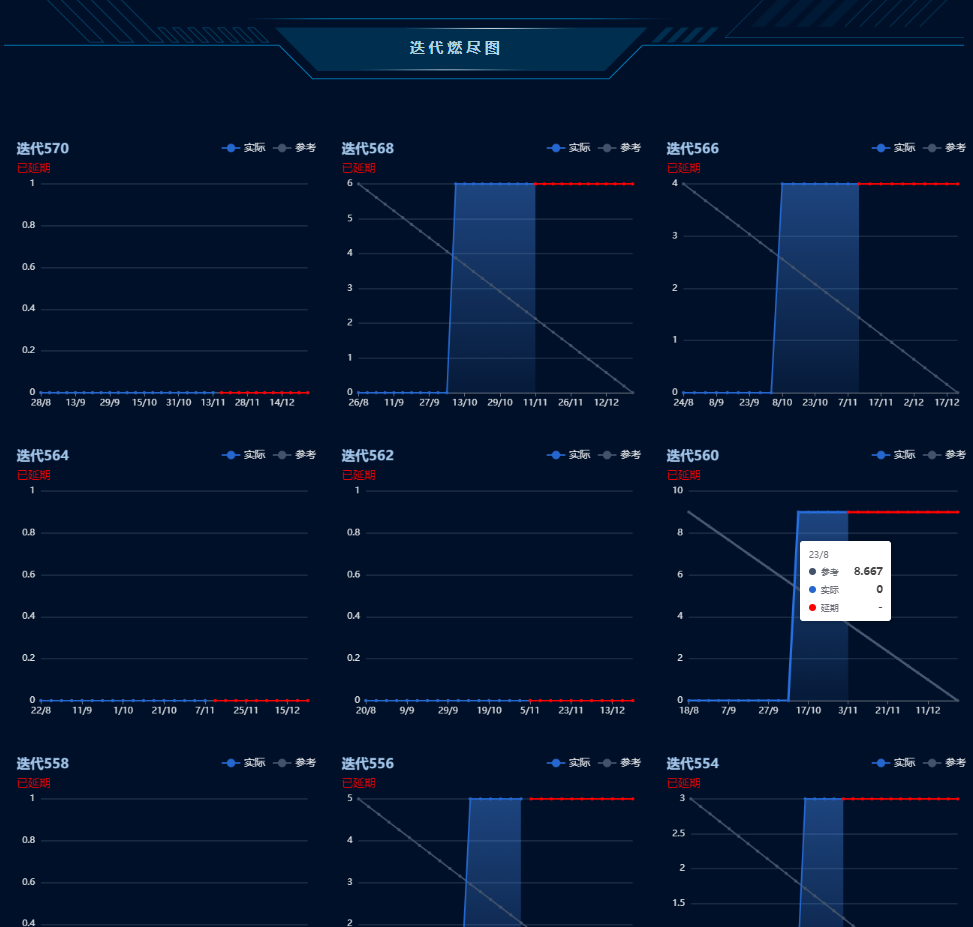 迭代燃尽图
迭代570
实际
参考
已延期
1
0.8
0.6
0.4
0.2
0
28/8 13/9 29/9 15/10 31/10 13/11 28/11 14/12
迭代568
实际
参考
已延期
6
5
4
3
2
1
0
26/8 11/9 27/9 13/10 29/10 11/11 26/11 12/12
迭代566
实际
参考
已延期
4
3
2
1
0
24/8 8/9 23/9 8/10 23/10 7/11 17/11 2/12 17/12
迭代564
实际
参考
已延期
1
0.8
0.6
0.4
0.2
0
22/8 11/9 1/10 21/10 7/11 25/11 15/12
迭代562
实际
参考
已延期
1
0.8
0.6
0.4
0.2
0
20/8 9/9 29/9 19/10 5/11 23/11 13/12
迭代560
实际
参考
已延期
10
8
6
4
2
0
18/8 7/9 27/9 17/10 3/11 21/11 11/12
23/8
参考 8.667
实际 0
延期 -
迭代558
实际
参考
已延期
1
0.8
0.6
0.4
迭代556
实际
参考
已延期
5
4
3
2
迭代554
实际
参考
已延期
3
2.5
2
1.5